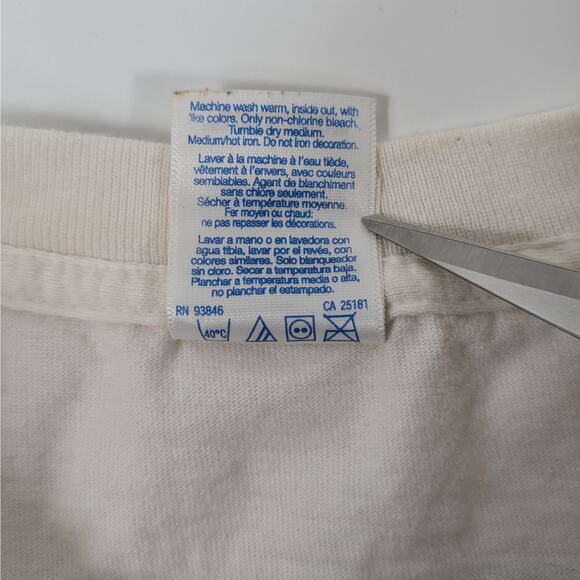 Machine wash warm, inside out, with
like colors. Only non-chlorine bleach.
Tumble dry medium.
Medium/hot iron. Do not iron decoration.
Laver à la machine à l'eau tiède,
vêtement à l'envers, avec couleurs
semblables. Agent de blanchiment
sans chlore seulement.
Sécher à température moyenne.
Fer moyen ou chaud:
ne pas repasser les décorations.
Lavar a mano o en lavadora con
agua tibia, lavar por el revés, con
colores similares. Solo blanqueador
sin cloro. Secar a temperatura baja.
Planchar a temperatura media o alta,
no planchar el estampado.
RN 93846 CA 25181
40°C